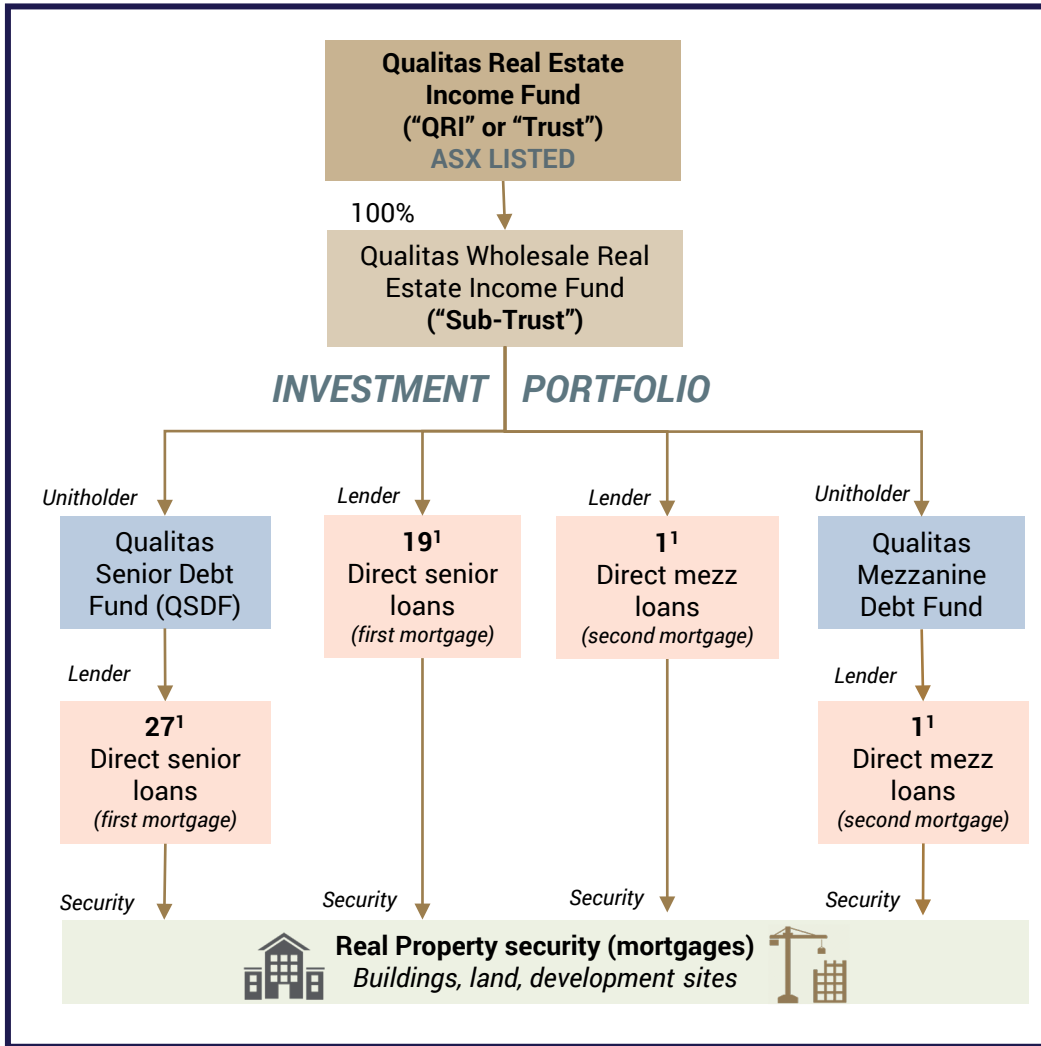 Qualitas Real Estate
Income Fund
(“QRI” or “Trust”)
ASX LISTED
100%
Qualitas Wholesale Real
Estate Income Fund
(“Sub-Trust”)
INVESTMENT PORTFOLIO
Unitholder
Qualitas
Senior Debt
Fund (QSDF)
Lender
27¹
Direct senior
loans
(first mortgage)
Security
Lender
19¹
Direct senior
loans
(first mortgage)
Security
Lender
1¹
Direct mezz
loans
(second mortgage)
Security
Unitholder
Qualitas
Mezzanine
Debt Fund
Lender
1¹
Direct mezz
loans
(second mortgage)
Security
Real Property security (mortgages)
Buildings, land, development sites